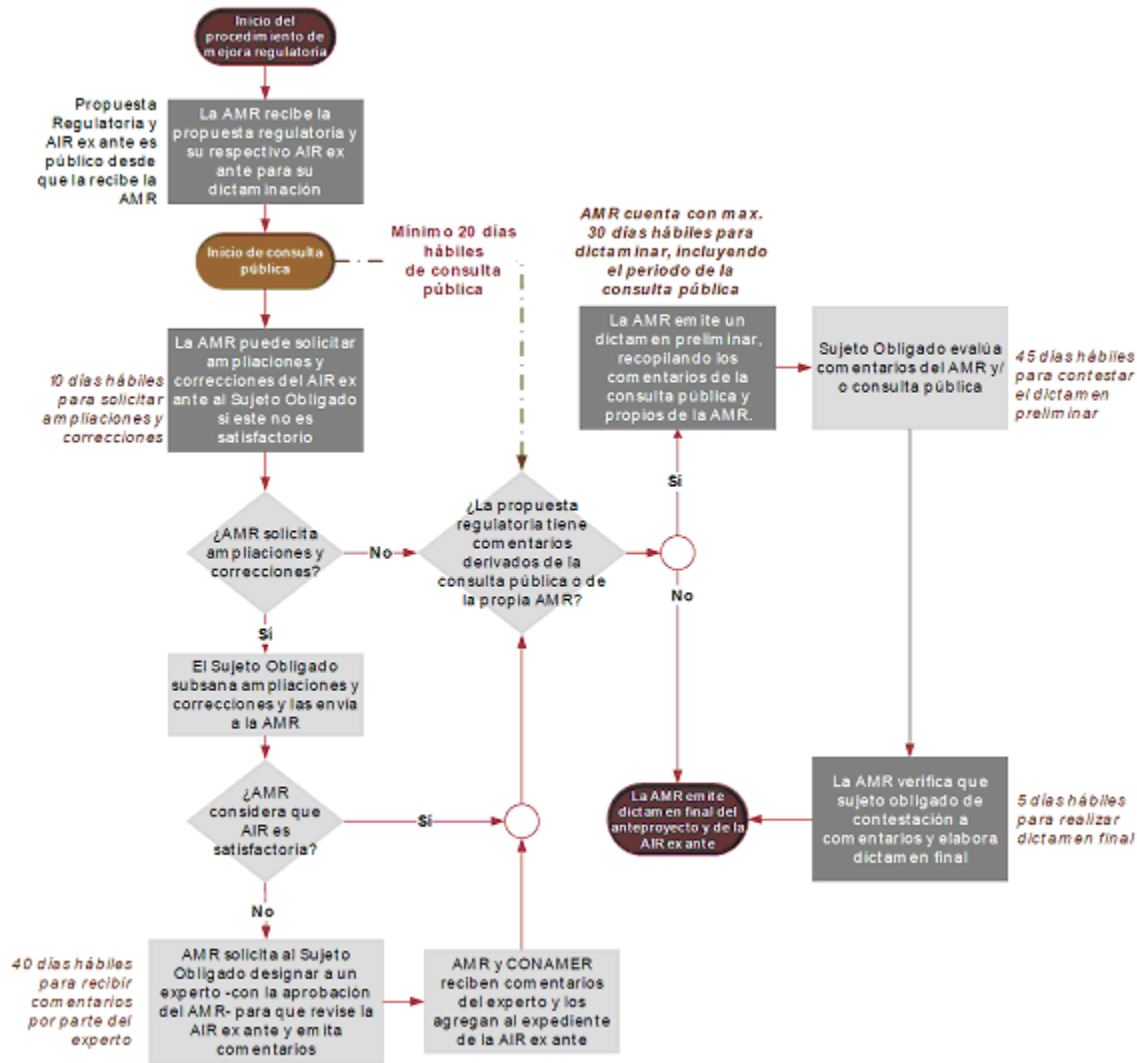 Inicio del
procedimiento de
mejora regulatoria
Propuesta
Regulatoria y
AIR ex ante es
público desde
que la recibe la
AMR
La AMR recibe la
propuesta regulatoria y
su respectivo AIR ex
ante para su
dictaminación
Inicio de consulta
pública
Mínimo 20 días
hábiles
de consulta
pública
10 días hábiles
para solicitar
ampliaciones y
correcciones
La AMR puede solicitar
ampliaciones y
correcciones del AIR ex
ante al Sujeto Obligado
si este no es
satisfactorio
¿AMR solicita
ampliaciones y
correcciones?
No
Sí
¿La propuesta
regulatoria tiene
comentarios
derivados de la
consulta pública o de
la propia AMR?
Sí
No
AMR cuenta con max.
30 días hábiles para
dictaminar, incluyendo
el periodo de la
consulta pública
La AMR emite un
dictamen preliminar,
recopilando los
comentarios de la
consulta pública y
propios de la AMR.
Sujeto Obligado evalúa
comentarios del AMR y/
o consulta pública
45 días hábiles
para contestar
el dictamen
preliminar
El Sujeto Obligado
subsana ampliaciones y
correcciones y las envía
a la AMR
¿AMR
considera que
AIR es
satisfactoria?
Sí
No
La AMR emite
dictamen final del
anteproyecto y de la
AIR ex ante
La AMR verifica que
sujeto obligado de
contestación a
comentarios y elabora
dictamen final
5 días hábiles
para realizar
dictamen final
40 días hábiles
para recibir
comentarios
por parte del
experto
AMR solicita al Sujeto
Obligado designar a un
experto -con la aprobación
del AMR- para que revise la
AIR ex ante y emita
comentarios
AMR y CONAMER
reciben comentarios
del experto y los
agregan al expediente
de la AIR ex ante